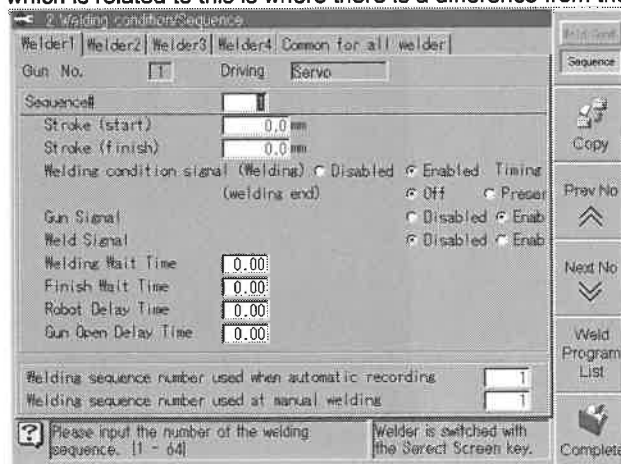 which is related to this is where there is a difference from the
2 Welding condition/Sequence
Welder1 Welder2 Welder3 Welder4 Common for all welder
Gun No. 1 Driving Servo
Sequence# 1
Stroke (start) 0.0 mm
Stroke (finish) 0.0 mm
Welding condition signal (Welding) Disabled Enabled Timing
(welding end) Off Preser
Gun Signal Disabled Enab
Weld Signal Disabled Enab
Welding Wait Time 0.00
Finish Wait Time 0.00
Robot Delay Time 0.00
Gun Open Delay Time 0.00
Welding sequence number used when automatic recording 1
Welding sequence number used at manual welding 1
Please input the number of the welding
sequence. [1 - 64]
Welder is switched with
the Serect Screen key.
Sequence
Copy
Prev No
Next No
Weld
Program
List
Complete